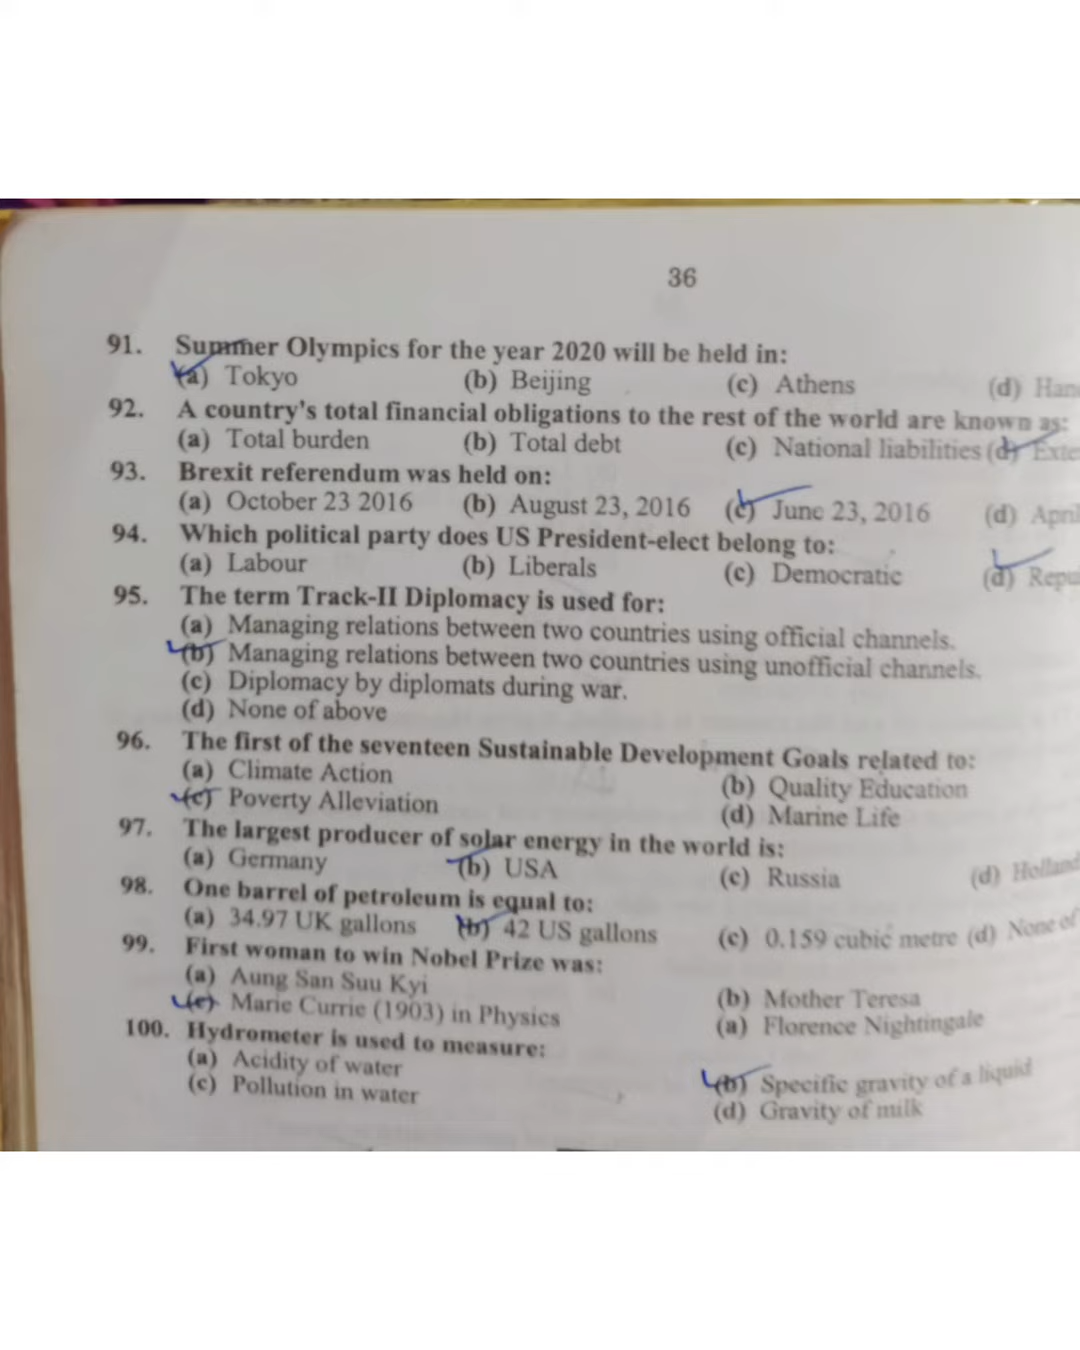 36
91. Summer Olympics for the year 2020 will be held in:
(a) Tokyo (b) Beijing (c) Athens (d)
92. A country's total financial obligations to the rest of the world are known as:
(a) Total burden (b) Total debt (c) National liabilities (d)
93. Brexit referendum was held on:
(a) October 23 2016 (b) August 23, 2016 (c) June 23, 2016 (d) April
94. Which political party does US President-elect belong to:
(a) Labour (b) Liberals (c) Democratic (d)
95. The term Track-II Diplomacy is used for:
(a) Managing relations between two countries using official channels.
(b) Managing relations between two countries using unofficial channels.
(c) Diplomacy by diplomats during war.
(d) None of above
96. The first of the seventeen Sustainable Development Goals related to:
(a) Climate Action (b) Quality Education
(c) Poverty Alleviation (d) Marine Life
97. The largest producer of solar energy in the world is:
(a) Germany (b) USA (c) Russia (d) Holland
98. One barrel of petroleum is equal to:
(a) 34.97 UK gallons (b) 42 US gallons (c) 0.159 cubic metre (d) None of
99. First woman to win Nobel Prize was:
(a) Aung San Suu Kyi (b) Mother Teresa
(c) Marie Currie (1903) in Physics (a) Florence Nightingale
100. Hydrometer is used to measure:
(a) Acidity of water (b) Specific gravity of a liquid
(c) Pollution in water (d) Gravity of milk